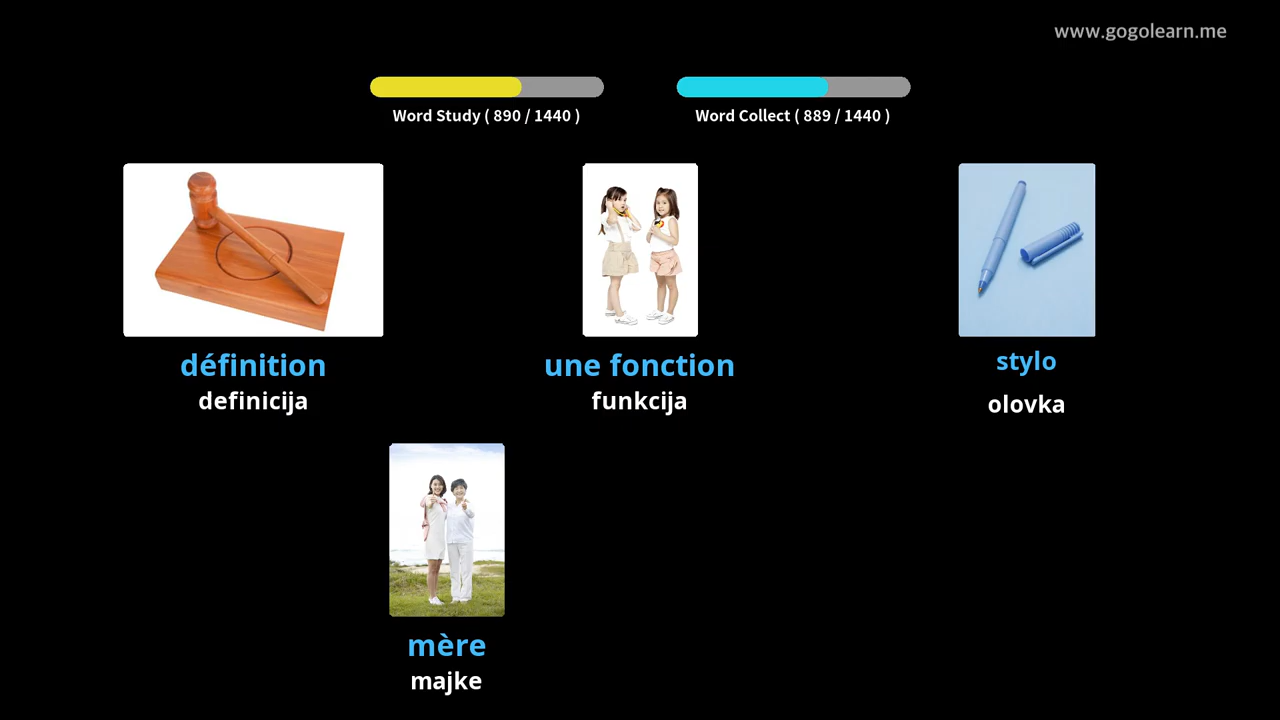 www.gogolearn.me
Word Study ( 890 / 1440 )
Word Collect ( 889 / 1440 )
définition
definicija
une fonction
funkcija
stylo
olovka
mère
majke